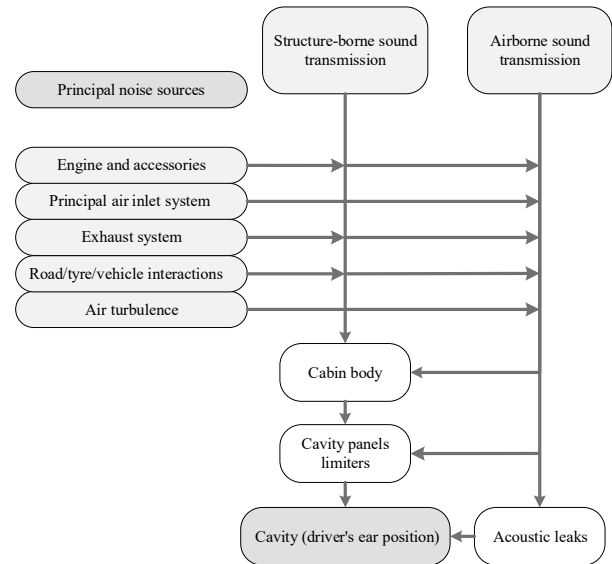 Structure-borne sound
transmission
Airborne sound
transmission
Principal noise sources
Engine and accessories
Principal air inlet system
Exhaust system
Road/tyre/vehicle interactions
Air turbulence
Cabin body
Cavity panels
limiters
Cavity (driver's ear position)
Acoustic leaks